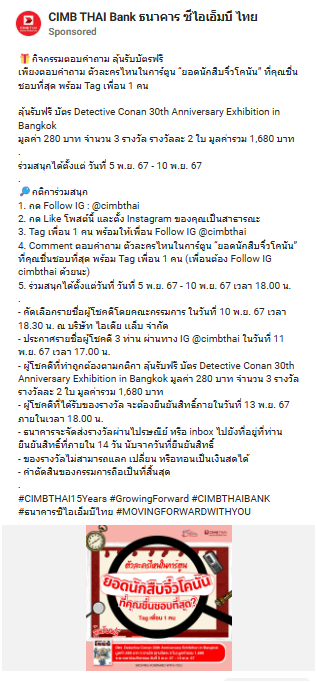 CIMB THAI Bank ธนาคาร ซีไอเอ็มบี ไทย
Sponsored
🎁 กิจกรรมตอบคำถาม ลุ้นรับบัตรฟรี
เพียงตอบคำถาม ตัวละครไหนในการ์ตูน "ยอดนักสืบจิ๋วโคนัน" ที่คุณชื่น
ชอบที่สุด พร้อม Tag เพื่อน 1 คน
ลุ้นรับฟรี บัตร Detective Conan 30th Anniversary Exhibition in
Bangkok
มูลค่า 280 บาท จำนวน 3 รางวัล รางวัลละ 2 ใบ มูลค่ารวม 1,680 บาท
.
ร่วมสนุกได้ตั้งแต่ วันที่ 5 พ.ย. 67 - 10 พ.ย. 67
.
🔎 กติการ่วมสนุก
1. กด Follow IG : @cimbthai
2. กด Like โพสต์นี้ และตั้ง Instagram ของคุณเป็นสาธารณะ
3. Tag เพื่อน 1 คน พร้อมให้เพื่อน Follow IG @cimbthai
4. Comment ตอบคำถาม ตัวละครไหนในการ์ตูน "ยอดนักสืบจิ๋วโคนัน"
ที่คุณชื่นชอบที่สุด พร้อม Tag เพื่อน 1 คน (เพื่อนต้อง Follow IG
cimbthai ด้วยนะ)
5. ร่วมสนุกได้ตั้งแต่วันที่ วันที่ 5 พ.ย. 67 - 10 พ.ย. 67 เวลา 18.00 น.
.
- คัดเลือกรายชื่อผู้โชคดีโดยคณะกรรมการ ในวันที่ 10 พ.ย. 67 เวลา
18.30 น. ณ บริษัท ไอเดีย แล็บ จำกัด
- ประกาศรายชื่อผู้โชคดี 3 ท่าน ผ่านทาง IG @cimbthai ในวันที่ 11
พ.ย. 67 เวลา 17.00 น.
- ผู้โชคดีที่ทำถูกต้องตามกติกา ลุ้นรับฟรี บัตร Detective Conan 30th
Anniversary Exhibition in Bangkok มูลค่า 280 บาท จำนวน 3 รางวัล
รางวัลละ 2 ใบ มูลค่ารวม 1,680 บาท
- ผู้โชคดีที่ได้รับของรางวัล จะต้องยืนยันสิทธิ์ภายในวันที่ 13 พ.ย. 67
ภายในเวลา 18.00 น.
- ธนาคารจะจัดส่งรางวัลผ่านไปรษณีย์ หรือ inbox ไปยังที่อยู่ที่ท่าน
ยืนยันสิทธิ์ที่ภายใน 14 วัน นับจากวันที่ยืนยันสิทธิ์
- ของรางวัลไม่สามารถแลก เปลี่ยน หรือทอนเป็นเงินสดได้
- คำตัดสินของกรรมการถือเป็นที่สิ้นสุด
.
#CIMBTHAI15Years #GrowingForward #CIMBTHAIBANK
#ธนาคารซีไอเอ็มบีไทย #MOVINGFORWARDWITHYOU
ตัวละครไหนในการ์ตูน
ยอดนักสืบจิ๋วโคนัน
ที่คุณชื่นชอบที่สุด?
Tag เพื่อน 1 คน